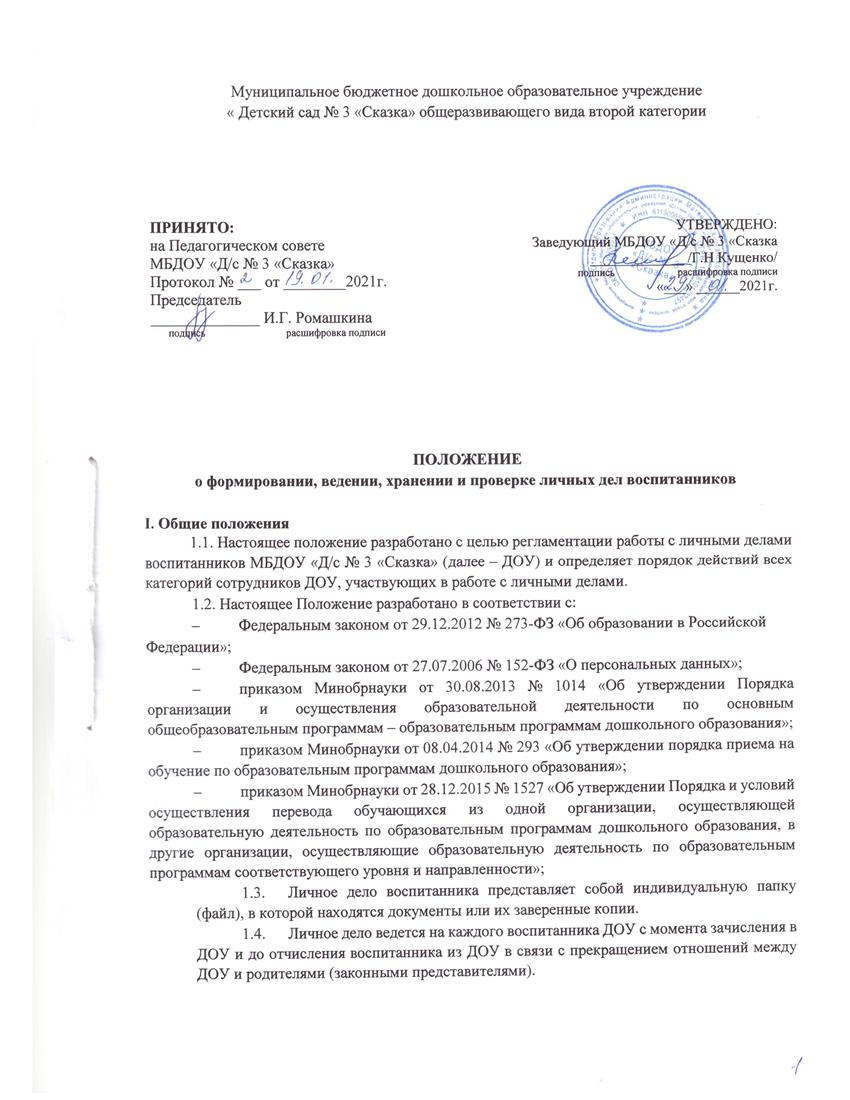 Муниципальное бюджетное дошкольное образовательное учреждение
« Детский сад № 3 «Сказка» общеразвивающего вида второй категории
ПРИНЯТО:
на Педагогическом совете
МБДОУ «Д/с № 3 «Сказка»
Протокол № 2 от 19.01. 2021г.
Председатель
______________ И.Г. Ромашкина
подпись расшифровка подписи
УТВЕРЖДЕНО:
Заведующий МБДОУ «Д/с № 3 «Сказка
/Г.Н Кущенко/
подпись расшифровка подписи
«29» 01. 2021г.
ПОЛОЖЕНИЕ
о формировании, ведении, хранении и проверке личных дел воспитанников
I. Общие положения
1.1. Настоящее положение разработано с целью регламентации работы с личными делами
воспитанников МБДОУ «Д/с № 3 «Сказка» (далее – ДОУ) и определяет порядок действий всех
категорий сотрудников ДОУ, участвующих в работе с личными делами.
1.2. Настоящее Положение разработано в соответствии с:
– Федеральным законом от 29.12.2012 № 273-ФЗ «Об образовании в Российской
Федерации»;
– Федеральным законом от 27.07.2006 № 152-ФЗ «О персональных данных»;
– приказом Минобрнауки от 30.08.2013 № 1014 «Об утверждении Порядка
организации и осуществления образовательной деятельности по основным
общеобразовательным программам – образовательным программам дошкольного образования»;
– приказом Минобрнауки от 08.04.2014 № 293 «Об утверждении порядка приема на
обучение по образовательным программам дошкольного образования»;
– приказом Минобрнауки от 28.12.2015 № 1527 «Об утверждении Порядка и условий
осуществления перевода обучающихся из одной организации, осуществляющей
образовательную деятельность по образовательным программам дошкольного образования, в
другие организации, осуществляющие образовательную деятельность по образовательным
программам соответствующего уровня и направленности»;
1.3. Личное дело воспитанника представляет собой индивидуальную папку
(файл), в которой находятся документы или их заверенные копии.
1.4. Личное дело ведется на каждого воспитанника ДОУ с момента зачисления в
ДОУ и до отчисления воспитанника из ДОУ в связи с прекращением отношений между
ДОУ и родителями (законными представителями).
1